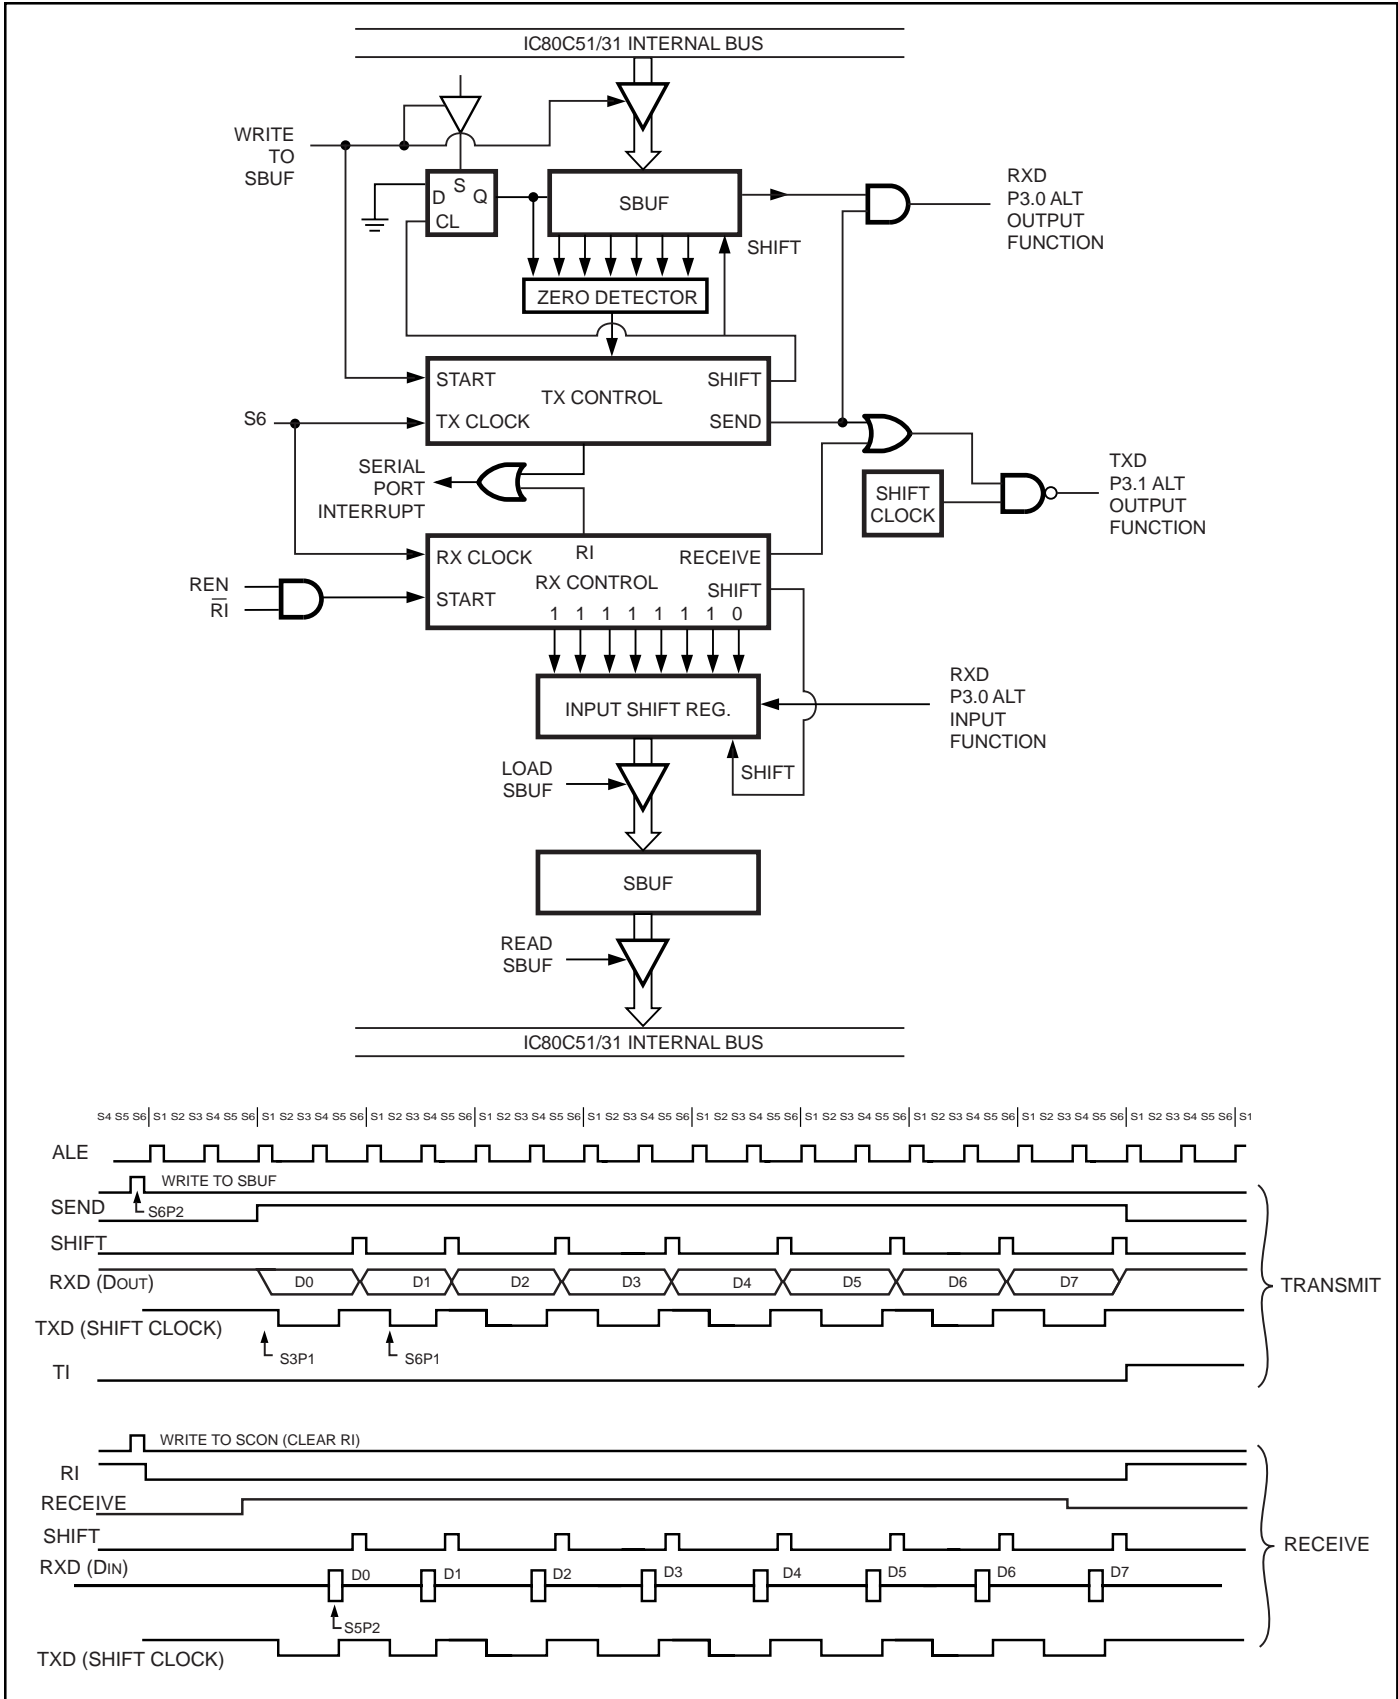 IC80C51/31 INTERNAL BUS
WRITE
TO
SBUF
D S Q
CL
SBUF
SHIFT
RXD
P3.0 ALT
OUTPUT
FUNCTION
ZERO DETECTOR
START
SHIFT
TX CONTROL
S6
TX CLOCK
SEND
SERIAL
PORT
INTERRUPT
SHIFT
CLOCK
TXD
P3.1 ALT
OUTPUT
FUNCTION
RX CLOCK
RI
RECEIVE
RX CONTROL
SHIFT
REN
RI
START
1 1 1 1 1 1 1 0
INPUT SHIFT REG.
RXD
P3.0 ALT
INPUT
FUNCTION
LOAD
SBUF
SHIFT
SBUF
READ
SBUF
IC80C51/31 INTERNAL BUS
S4 S5 S6 S1 S2 S3 S4 S5 S6 S1 S2 S3 S4 S5 S6 S1 S2 S3 S4 S5 S6 S1 S2 S3 S4 S5 S6 S1 S2 S3 S4 S5 S6 S1 S2 S3 S4 S5 S6 S1 S2 S3 S4 S5 S6 S1 S2 S3 S4 S5 S6 S1 S2 S3 S4 S5 S6 S1 S2 S3 S4 S5 S6 S1
ALE
WRITE TO SBUF
SEND
S6P2
SHIFT
RXD (DOUT)
D0 D1 D2 D3 D4 D5 D6 D7
TRANSMIT
TXD (SHIFT CLOCK)
S3P1 S6P1
TI
WRITE TO SCON (CLEAR RI)
RI
RECEIVE
SHIFT
RECEIVE
RXD (DIN)
D0 D1 D2 D3 D4 D5 D6 D7
S5P2
TXD (SHIFT CLOCK)